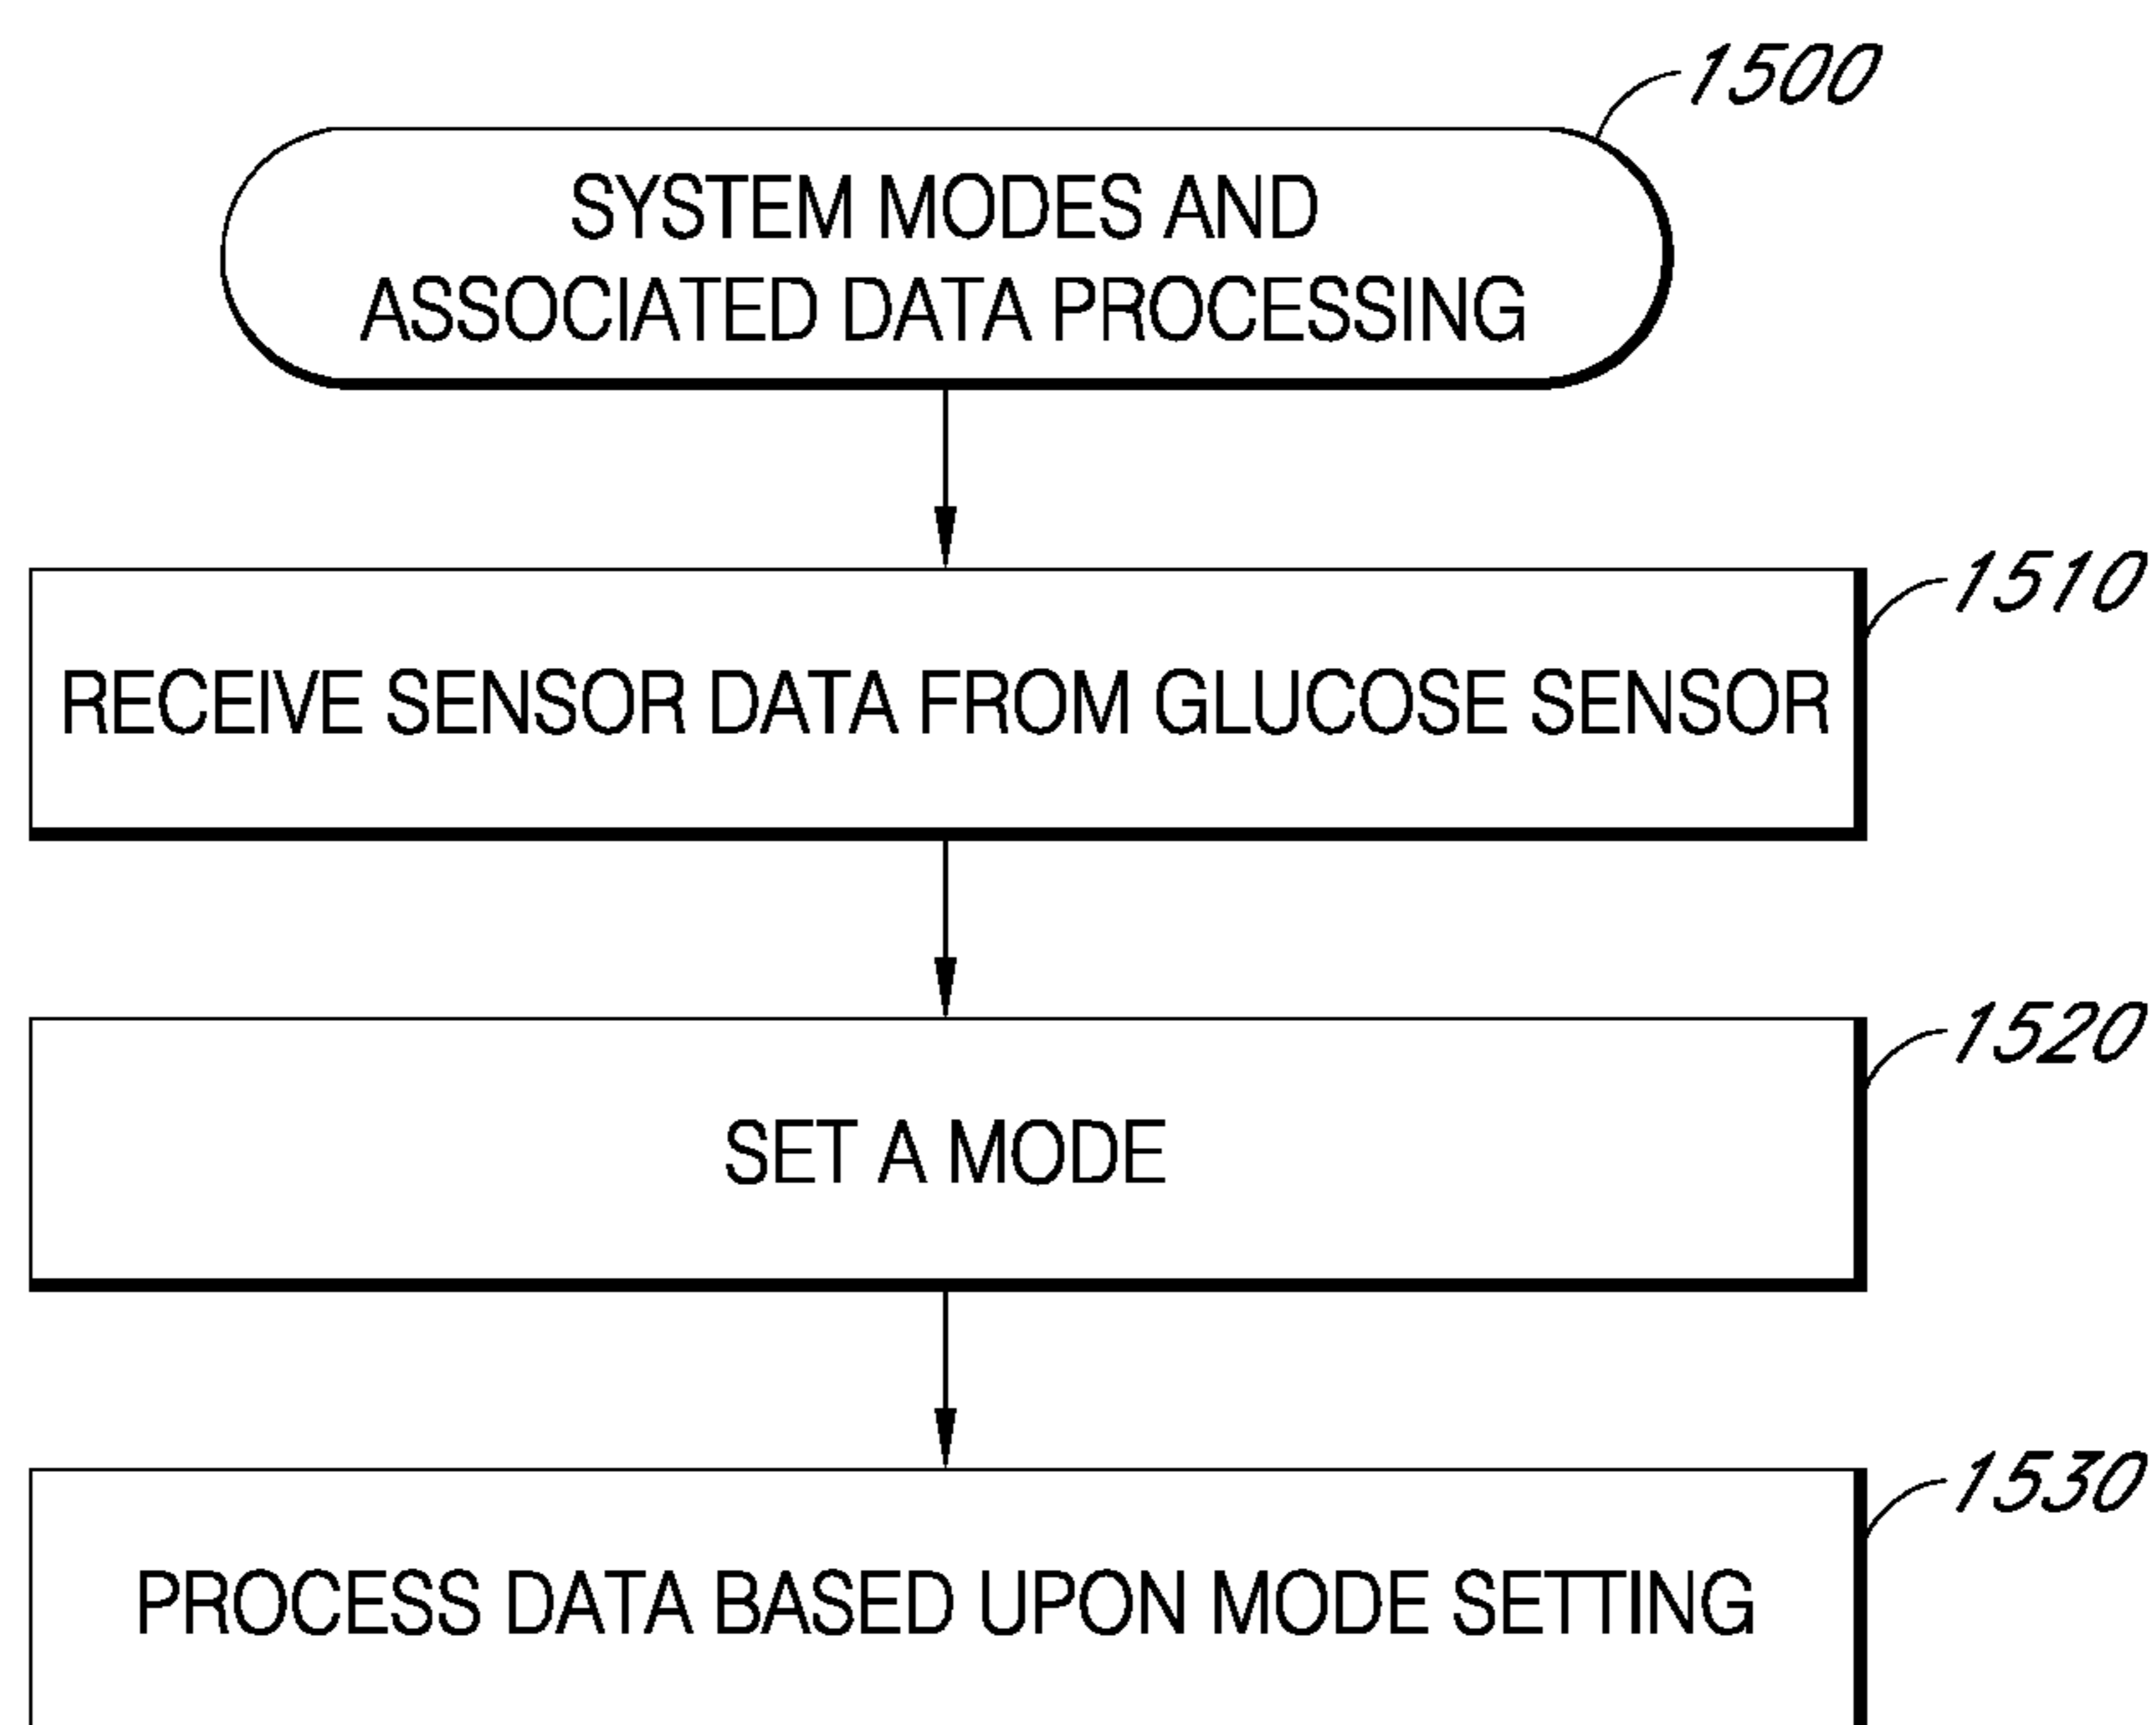 1500
SYSTEM MODES AND
ASSOCIATED DATA PROCESSING
1510
RECEIVE SENSOR DATA FROM GLUCOSE SENSOR
1520
SET A MODE
1530
PROCESS DATA BASED UPON MODE SETTING